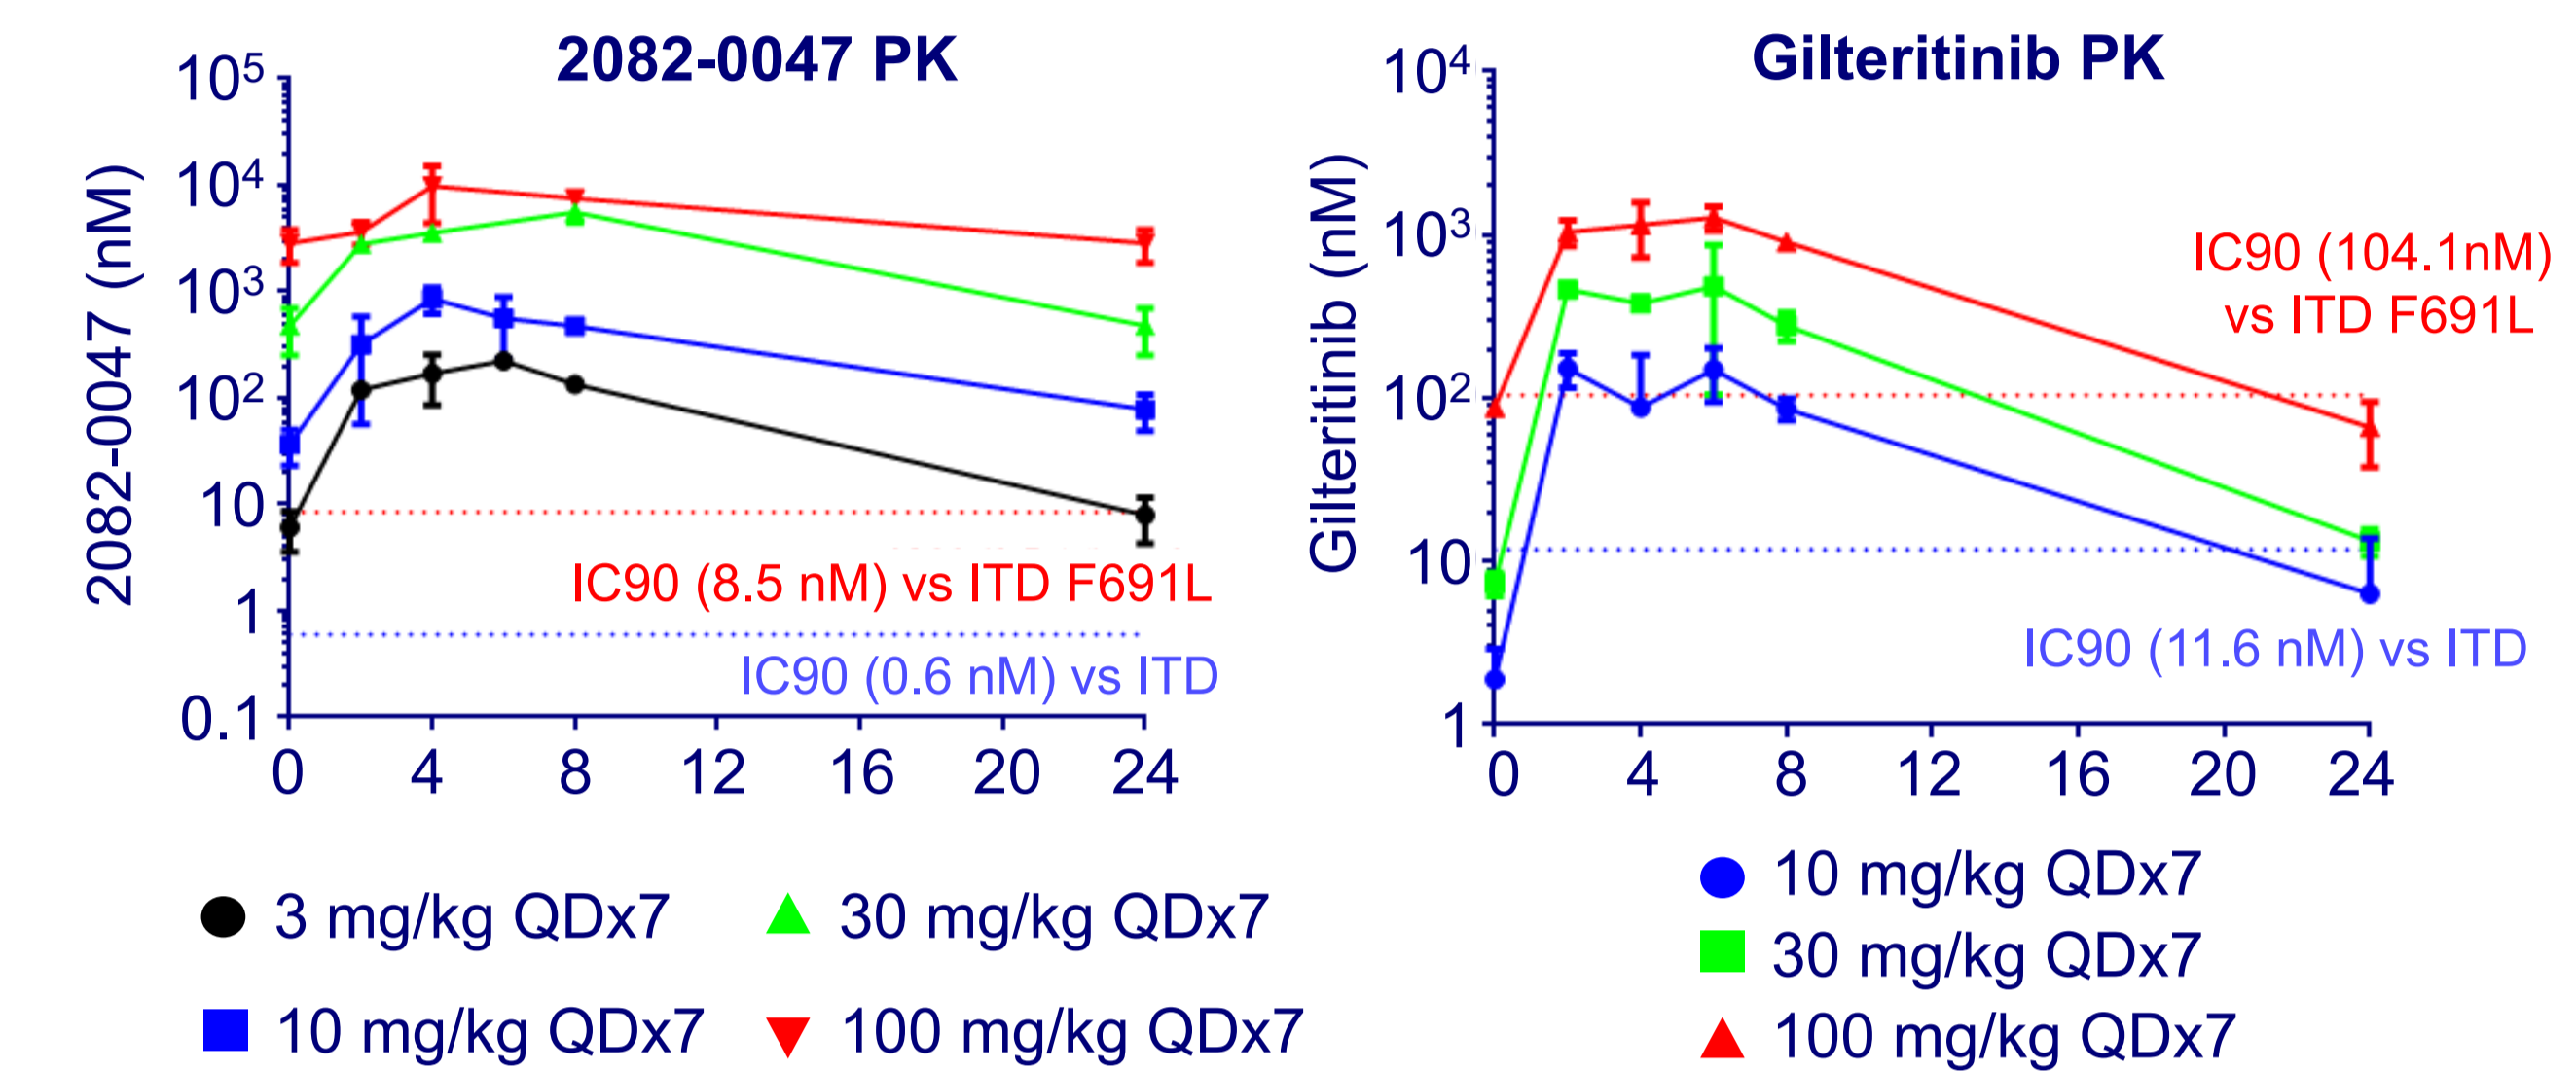 2082-0047 PK
2082-0047 (nM)
10⁵
10⁴
10³
10²
10
1
0.1
IC90 (8.5 nM) vs ITD F691L
IC90 (0.6 nM) vs ITD
0 4 8 12 16 20 24
3 mg/kg QDx7
30 mg/kg QDx7
10 mg/kg QDx7
100 mg/kg QDx7
Gilteritinib PK
Gilteritinib (nM)
10⁴
10³
10²
10
1
IC90 (104.1nM)
vs ITD F691L
IC90 (11.6 nM) vs ITD
0 4 8 12 16 20 24
10 mg/kg QDx7
30 mg/kg QDx7
100 mg/kg QDx7